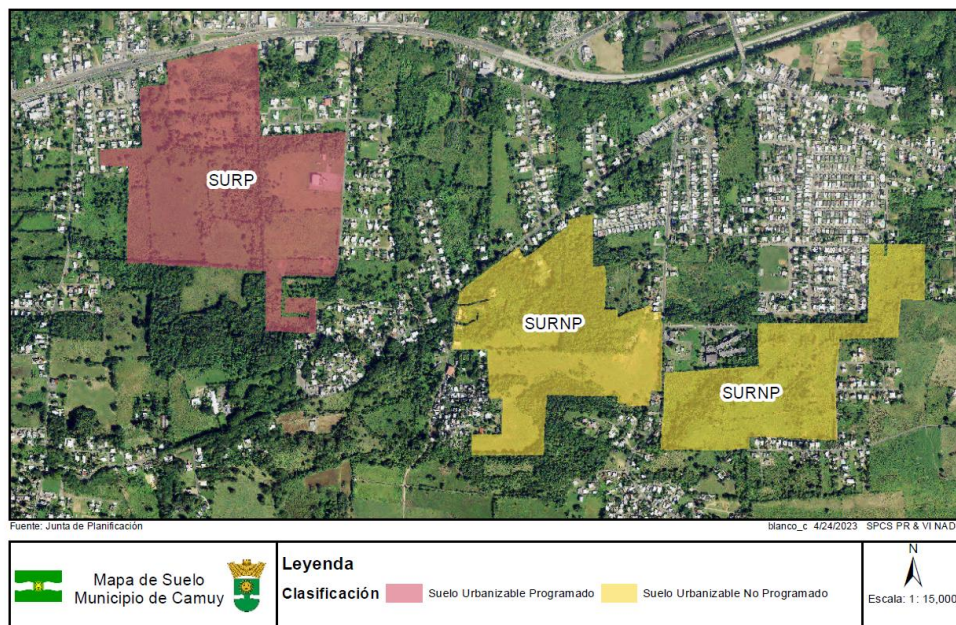 SURP
SURNP
SURNP
Fuente: Junta de Planificación
blanco_c 4/24/2023 SPCS PR & VI NAD
Mapa de Suelo
Municipio de Camuy
Leyenda
Clasificación
Suelo Urbanizable Programado
Suelo Urbanizable No Programado
N
Escala: 1: 15,000